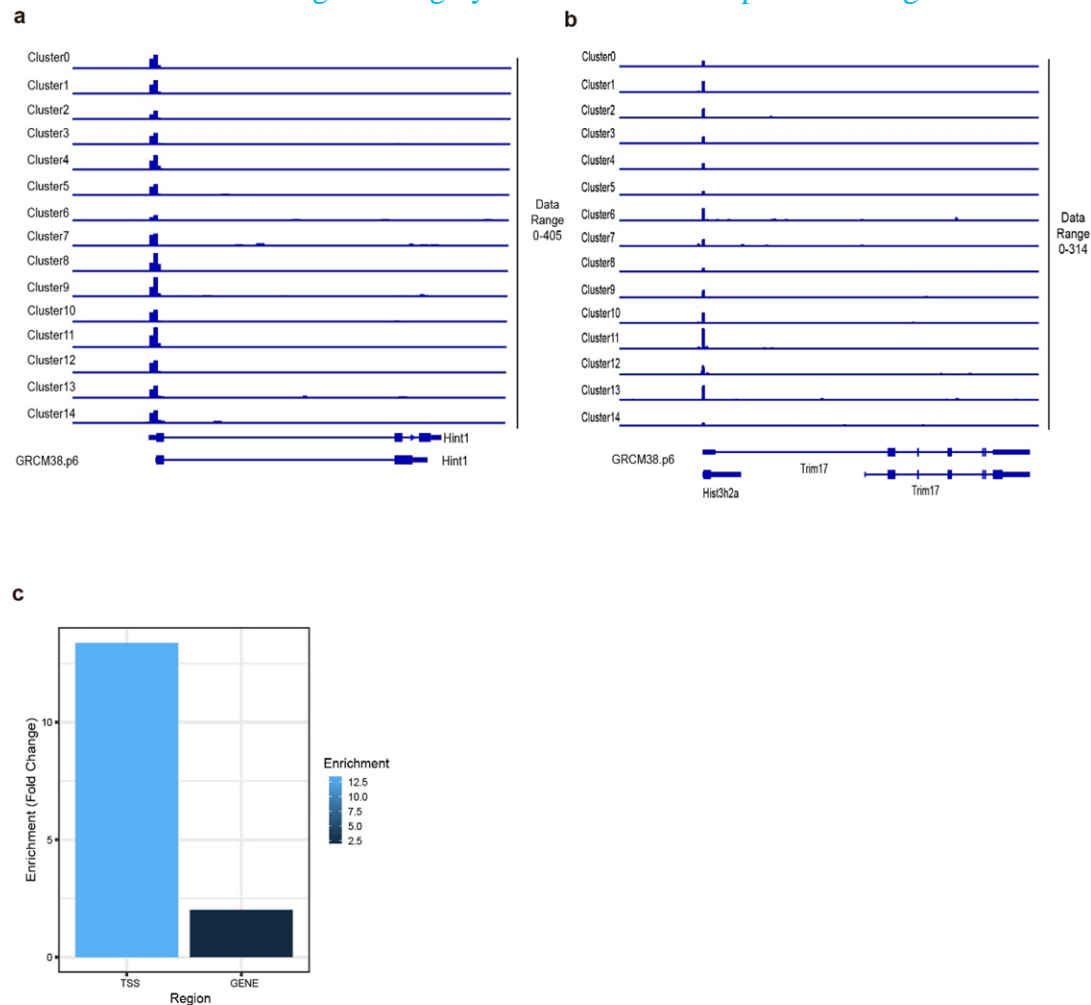 a
Cluster0
Cluster1
Cluster2
Cluster3
Cluster4
Cluster5
Cluster6
Cluster7
Cluster8
Cluster9
Cluster10
Cluster11
Cluster12
Cluster13
Cluster14
Data
Range
0-405
Hint1
GRCM38.p6
Hint1
b
Cluster0
Cluster1
Cluster2
Cluster3
Cluster4
Cluster5
Cluster6
Cluster7
Cluster8
Cluster9
Cluster10
Cluster11
Cluster12
Cluster13
Cluster14
Data
Range
0-314
GRCM38.p6
Trim17
Hist3h2a
Trim17
c
Enrichment (Fold Change)
10
5
0
TSS
GENE
Region
Enrichment
12.5
10.0
7.5
5.0
2.5